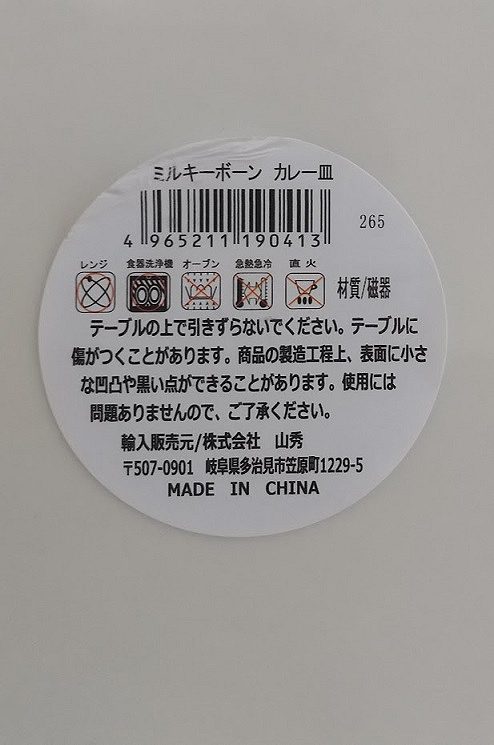 ミルキーボーン カレー皿
4 965211 190413
265
レンジ 食器洗浄機 オーブン 急熱急冷 直火
材質/磁器
テーブルの上で引きずらないでください。テーブルに
傷がつくことがあります。商品の製造工程上、表面に小さ
な凹凸や黒い点ができることがあります。使用には
問題ありませんので、ご了承ください。
輸入販売元/株式会社 山秀
〒507-0901 岐阜県多治見市笠原町1229-5
MADE IN CHINA